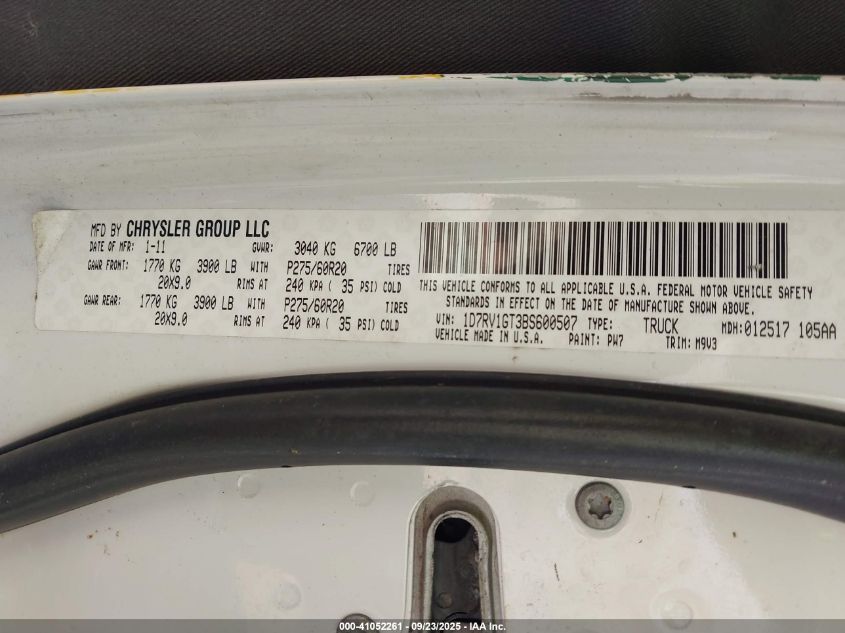 MFD BY CHRYSLER GROUP LLC
DATE OF MFR: 1-11 GVWR: 3040 KG 6700 LB
GAWR FRONT: 1770 KG 3900 LB WITH P275/60R20 TIRES
20X9.0 RIMS AT 240 KPA ( 35 PSI) COLD
GAWR REAR: 1770 KG 3900 LB WITH P275/60R20 TIRES
20X9.0 RIMS AT 240 KPA ( 35 PSI) COLD
THIS VEHICLE CONFORMS TO ALL APPLICABLE U.S.A. FEDERAL MOTOR VEHICLE SAFETY
STANDARDS IN EFFECT ON THE DATE OF MANUFACTURE SHOWN ABOVE.
VIN: 1D7RV1GT3BS600507 TYPE: TRUCK MDH: 012517 105AA
VEHICLE MADE IN U.S.A. PAINT: PW7 TRIM: M9V3
000-41052261 - 09/23/2025 - IAA Inc.